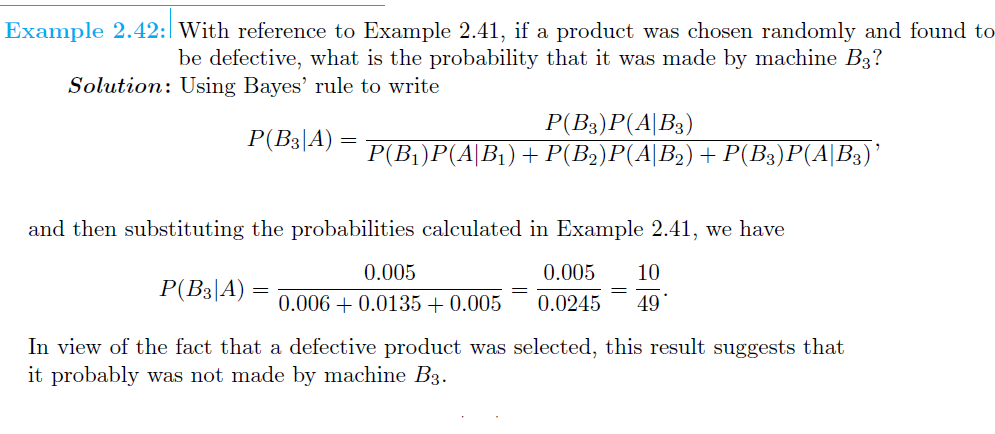 Example 2.42: With reference to Example 2.41, if a product was chosen randomly and found to
be defective, what is the probability that it was made by machine B₃?
Solution: Using Bayes' rule to write
P(B₃|A) = P(B₃)P(A|B₃) / P(B₁)P(A|B₁) + P(B₂)P(A|B₂) + P(B₃)P(A|B₃),
and then substituting the probabilities calculated in Example 2.41, we have
P(B₃|A) = 0.005 / 0.006 + 0.0135 + 0.005 = 0.005 / 0.0245 = 10 / 49.
In view of the fact that a defective product was selected, this result suggests that
it probably was not made by machine B₃.